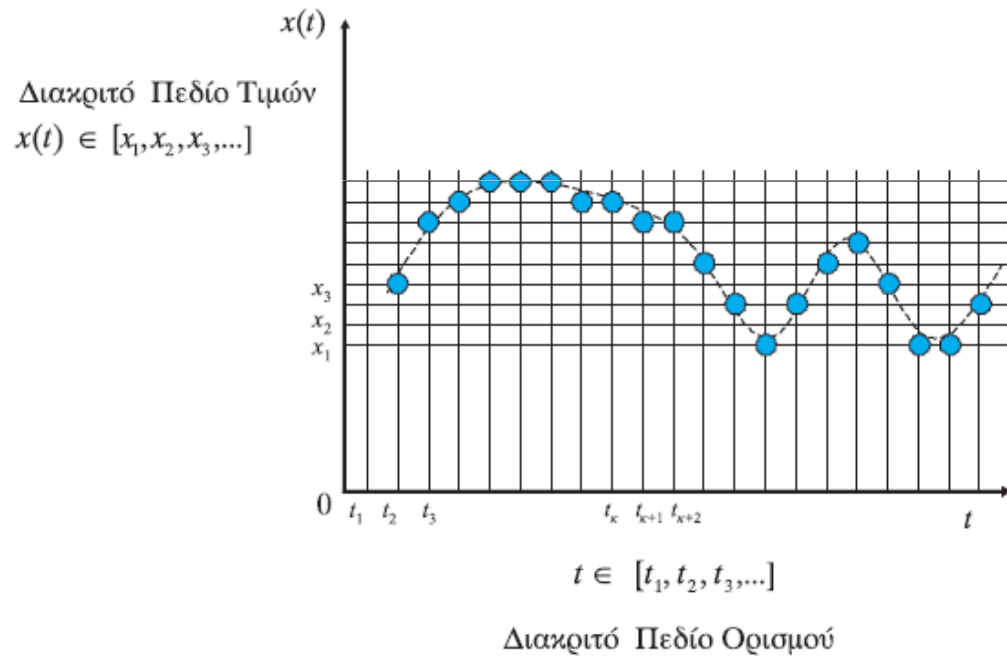 x(t)
Διακριτό Πεδίο Τιμών
x(t) ∈ [x₁, x₂, x₃,...]
x₃
x₂
x₁
0
t₁ t₂ t₃ tκ tκ+1 tκ+2 t
t ∈ [t₁, t₂, t₃,...]
Διακριτό Πεδίο Ορισμού